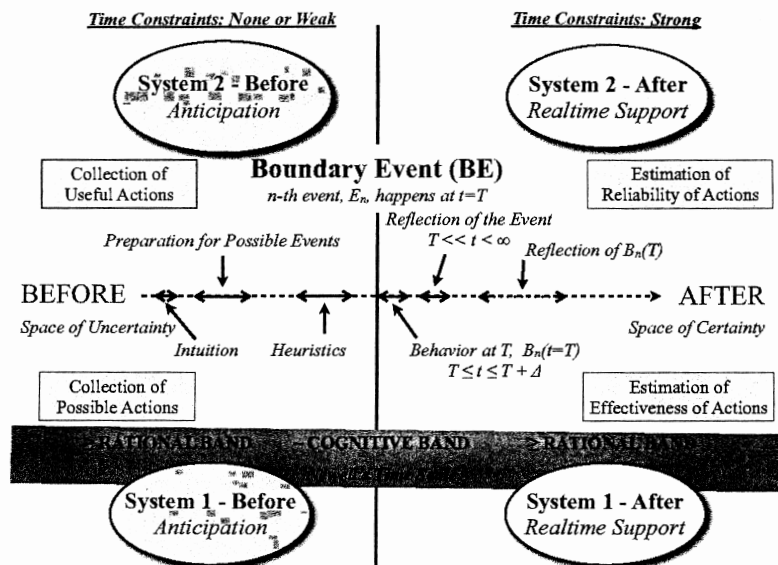 Time Constraints: None or Weak
Time Constraints: Strong
System 2 - Before
Anticipation
System 2 - After
Realtime Support
Collection of
Useful Actions
Boundary Event (BE)
n-th event, En, happens at t=T
Estimation of
Reliability of Actions
Reflection of the Event
T << t < ∞
Preparation for Possible Events
Reflection of Bn(T)
BEFORE
AFTER
Space of Uncertainty
Space of Certainty
Intuition
Heuristics
Behavior at T, Bn(t=T)
T ≤ t ≤ T + Δ
Collection of
Possible Actions
Estimation of
Effectiveness of Actions
> RATIONAL BAND
~ COGNITIVE BAND
> RATIONAL BAND
System 1 - Before
Anticipation
System 1 - After
Realtime Support